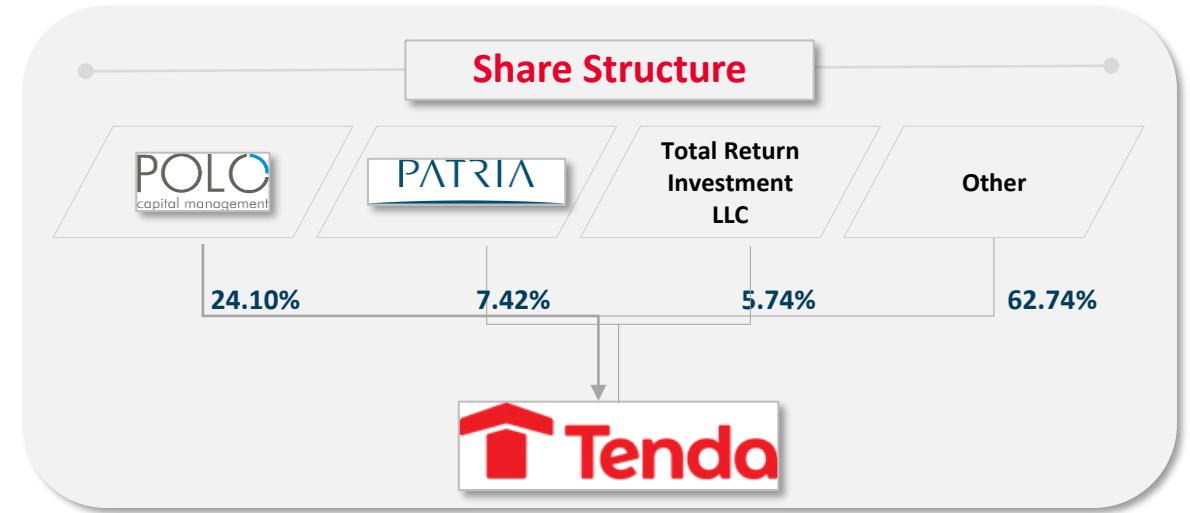 Share Structure
POLO
capital management
PATRIA
Total Return
Investment
LLC
Other
24.10%
7.42%
5.74%
62.74%
Tenda